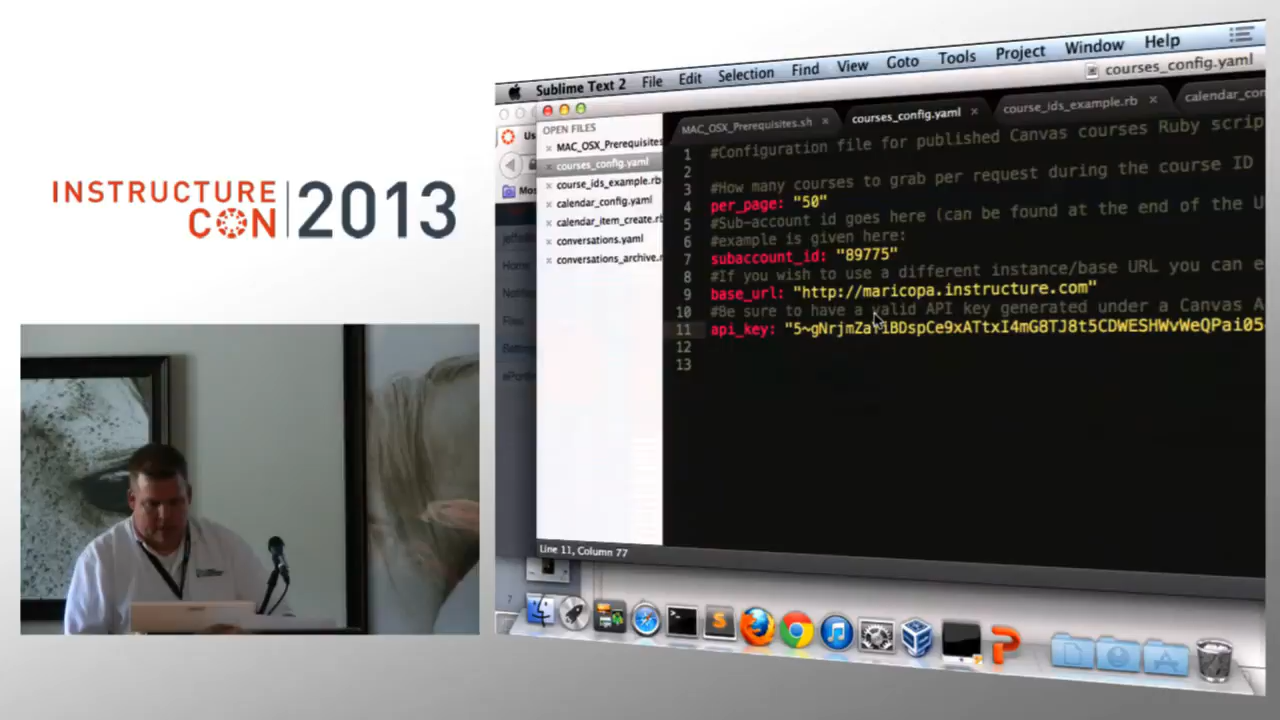 INSTRUCTURE
CON
2013
Sublime Text 2 File Edit Selection Find View Goto Tools Project Window Help
courses_config.yaml
OPEN FILES
MAC_OSX_Prerequisites
courses_config.yaml
course_ids_example.rb
calendar_config.yaml
calendar_item_create.rb
conversations.yaml
conversations_archive.r
MAC_OSX_Prerequisites.sh
courses_config.yaml
course_ids_example.rb
calendar_con
1 #Configuration file for published Canvas courses Ruby scrip
2
3 #How many courses to grab per request during the course ID
4 per_page: "50"
5 #Sub-account id goes here (can be found at the end of the U
6 #example is given here:
7 subaccount_id: "89775"
8 #If you wish to use a different instance/base URL you can e
9 base_url: "http://maricopa.instructure.com"
10 #Be sure to have a valid API key generated under a Canvas A
11 api_key:
12
13
Line 11, Column 77